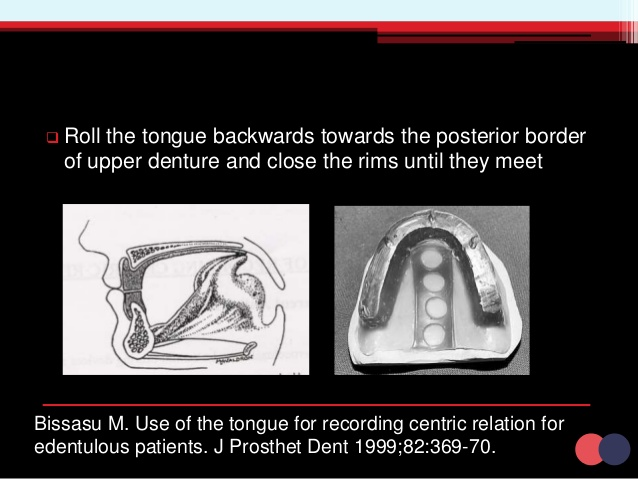 Roll the tongue backwards towards the posterior border
of upper denture and close the rims until they meet
Bissasu M. Use of the tongue for recording centric relation for
edentulous patients. J Prosthet Dent 1999;82:369-70.